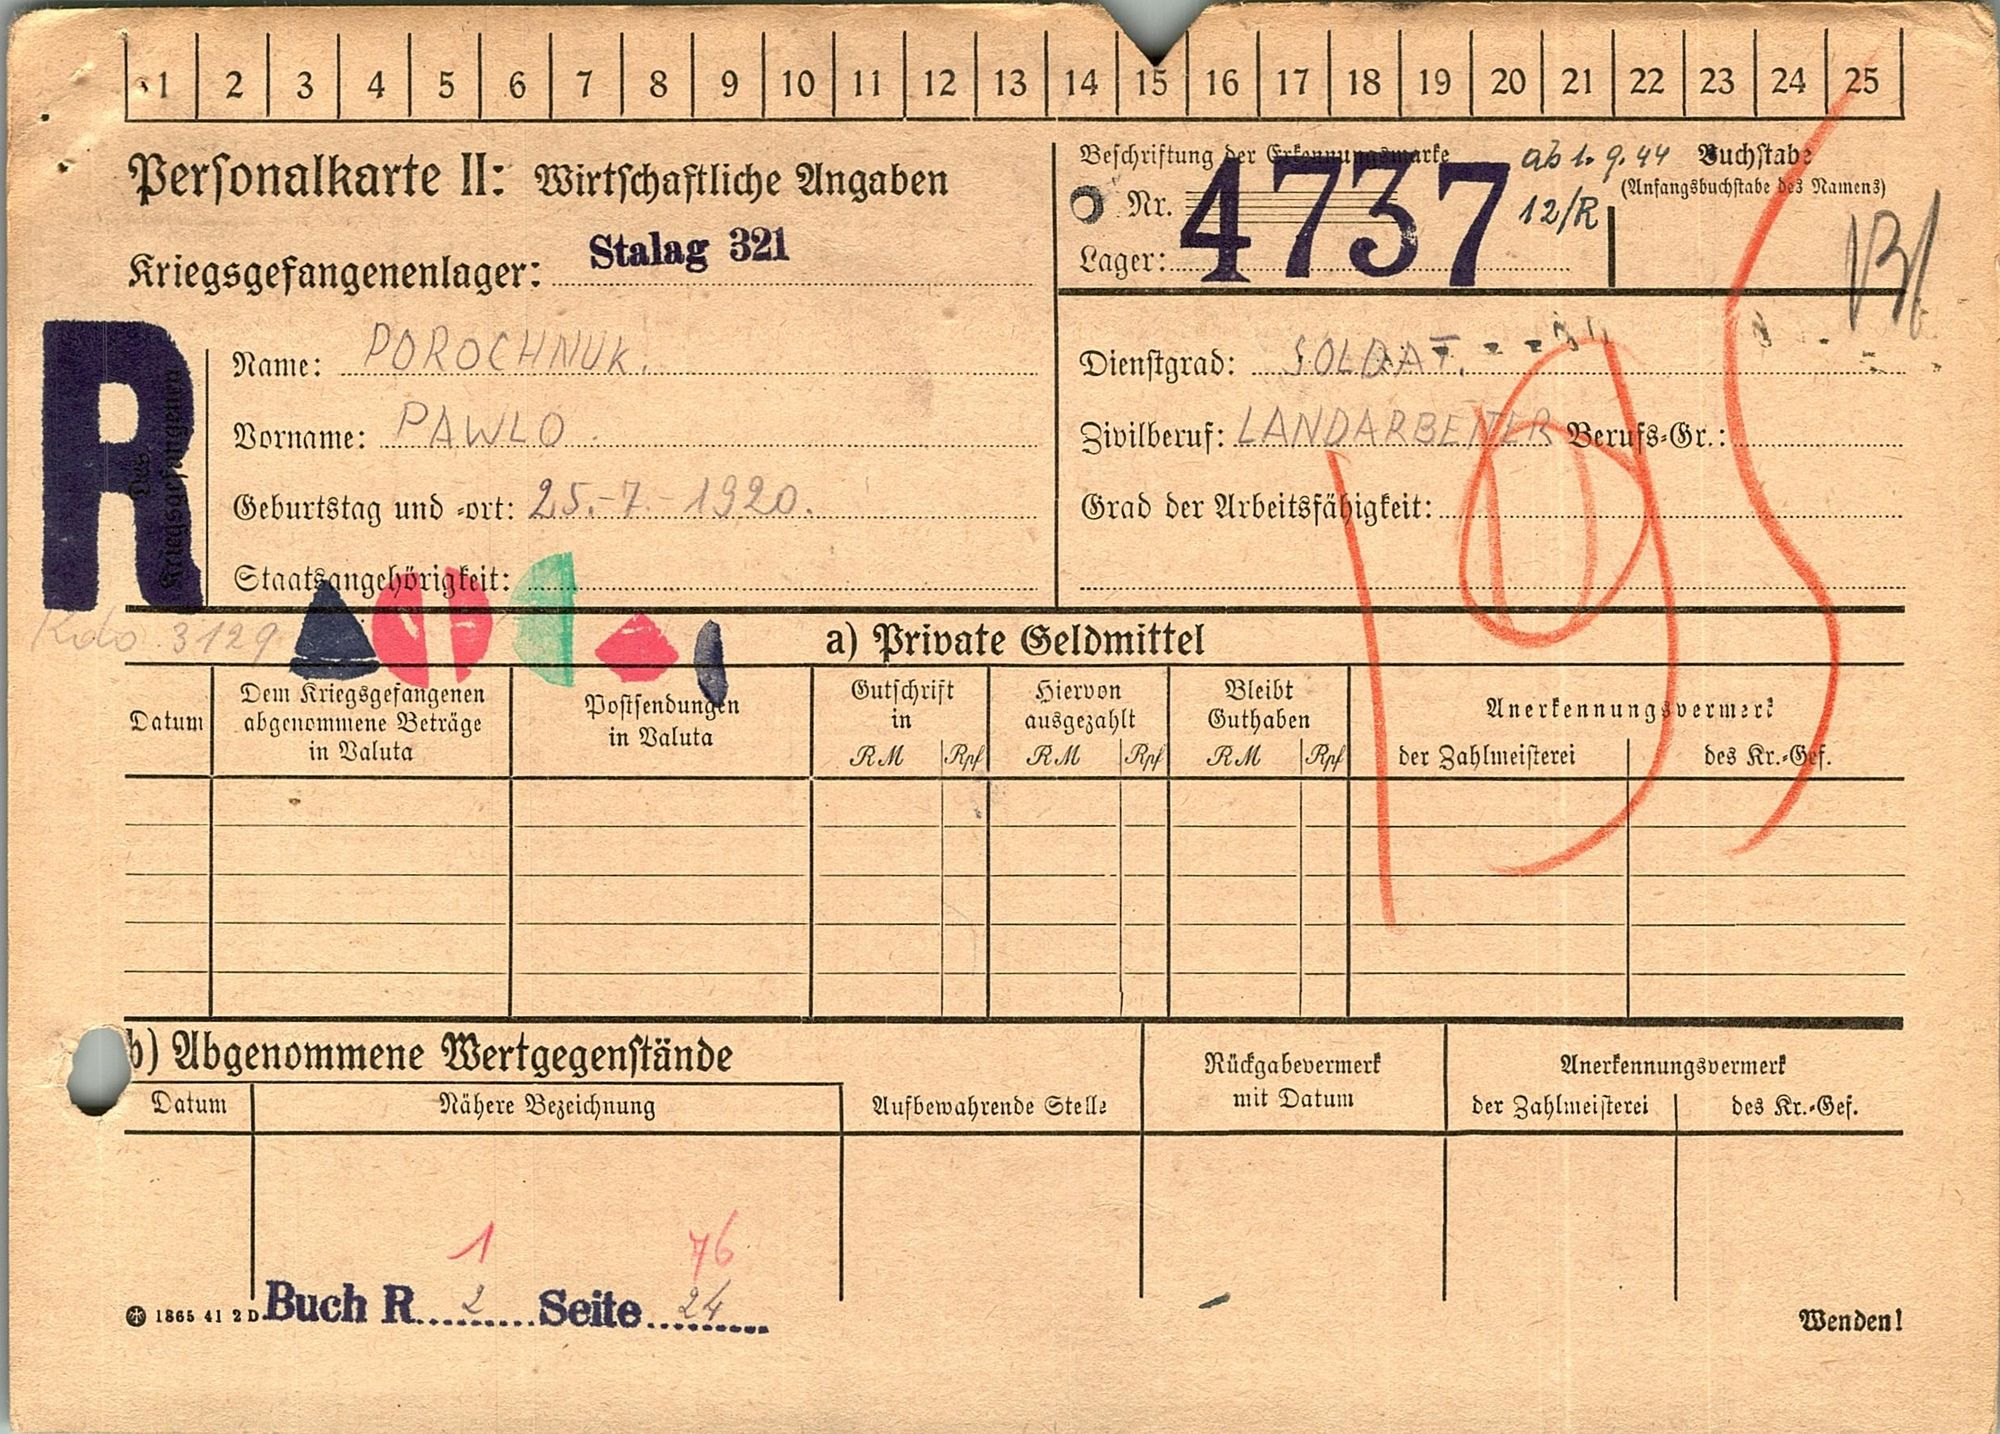 1 2 3 4 5 6 7 8 9 10 11 12 13 14 15 16 17 18 19 20 21 22 23 24 25
Personalkarte II: Wirtschaftliche Angaben
Kriegsgefangenenlager: Stalag 321
Beschriftung der Erkennungsmarke
Nr. 4737
Lager:
ab 1. 9. 44
12/R
Buchstabe
(Anfangsbuchstabe des Namens)
R
Des Kriegsgefangenen
Name: POROCHNUK.
Vorname: PAWLO.
Geburtstag und -ort: 25.-7.-1920.
Staatsangehörigkeit:
Dienstgrad: SOLDAT.
Zivilberuf: LANDARBEITER Berufs-Gr.:
Grad der Arbeitsfähigkeit:
195
Kdo 3129
a) Private Geldmittel
Datum
Dem Kriegsgefangenen
abgenommene Beträge
in Valuta
Postsendungen
in Valuta
Gutschrift
in
RM Rpf
Hiervon
ausgezahlt
RM Rpf
Bleibt
Guthaben
RM Rpf
Anerkennungsvermerk
der Zahlmeisterei des Kr.-Gef.
b) Abgenommene Wertgegenstände
Datum
Nähere Bezeichnung
Aufbewahrende Stelle
Rückgabevermerk
mit Datum
Anerkennungsvermerk
der Zahlmeisterei des Kr.-Gef.
1 76
1865 41 2 D
Buch R 2 Seite 24
Wenden!